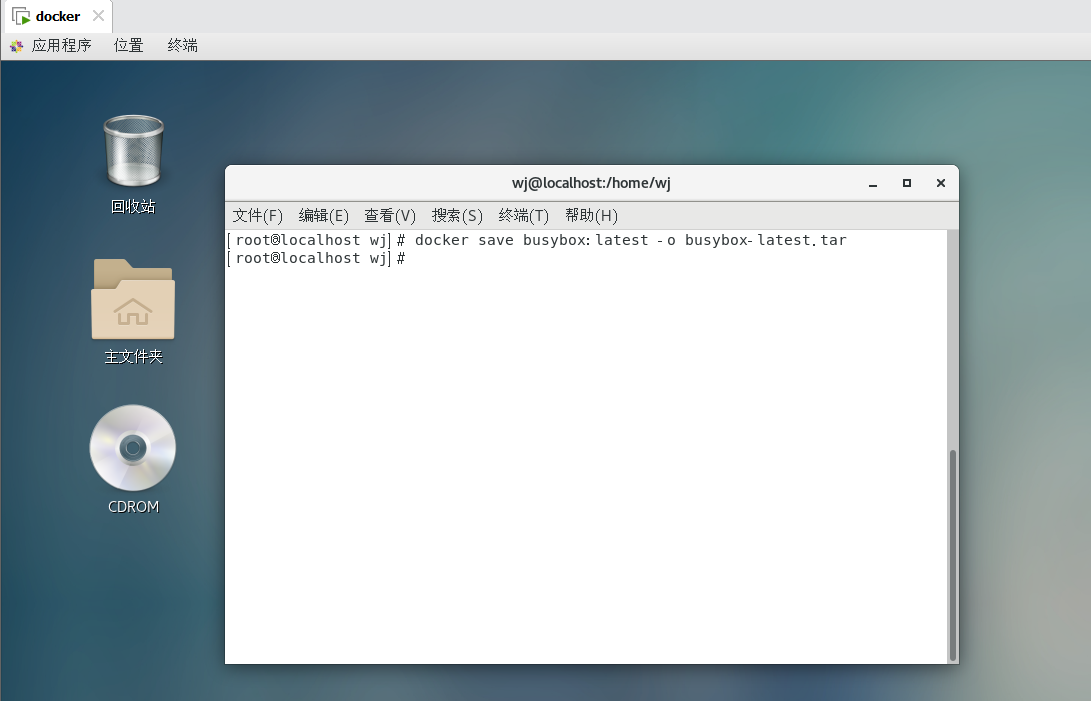 docker
应用程序 位置 终端
回收站
主文件夹
CDROM
wj@localhost:/home/wj
文件(F) 编辑(E) 查看(V) 搜索(S) 终端(T) 帮助(H)
[root@localhost wj]# docker save busybox:latest -o busybox-latest.tar
[root@localhost wj]#